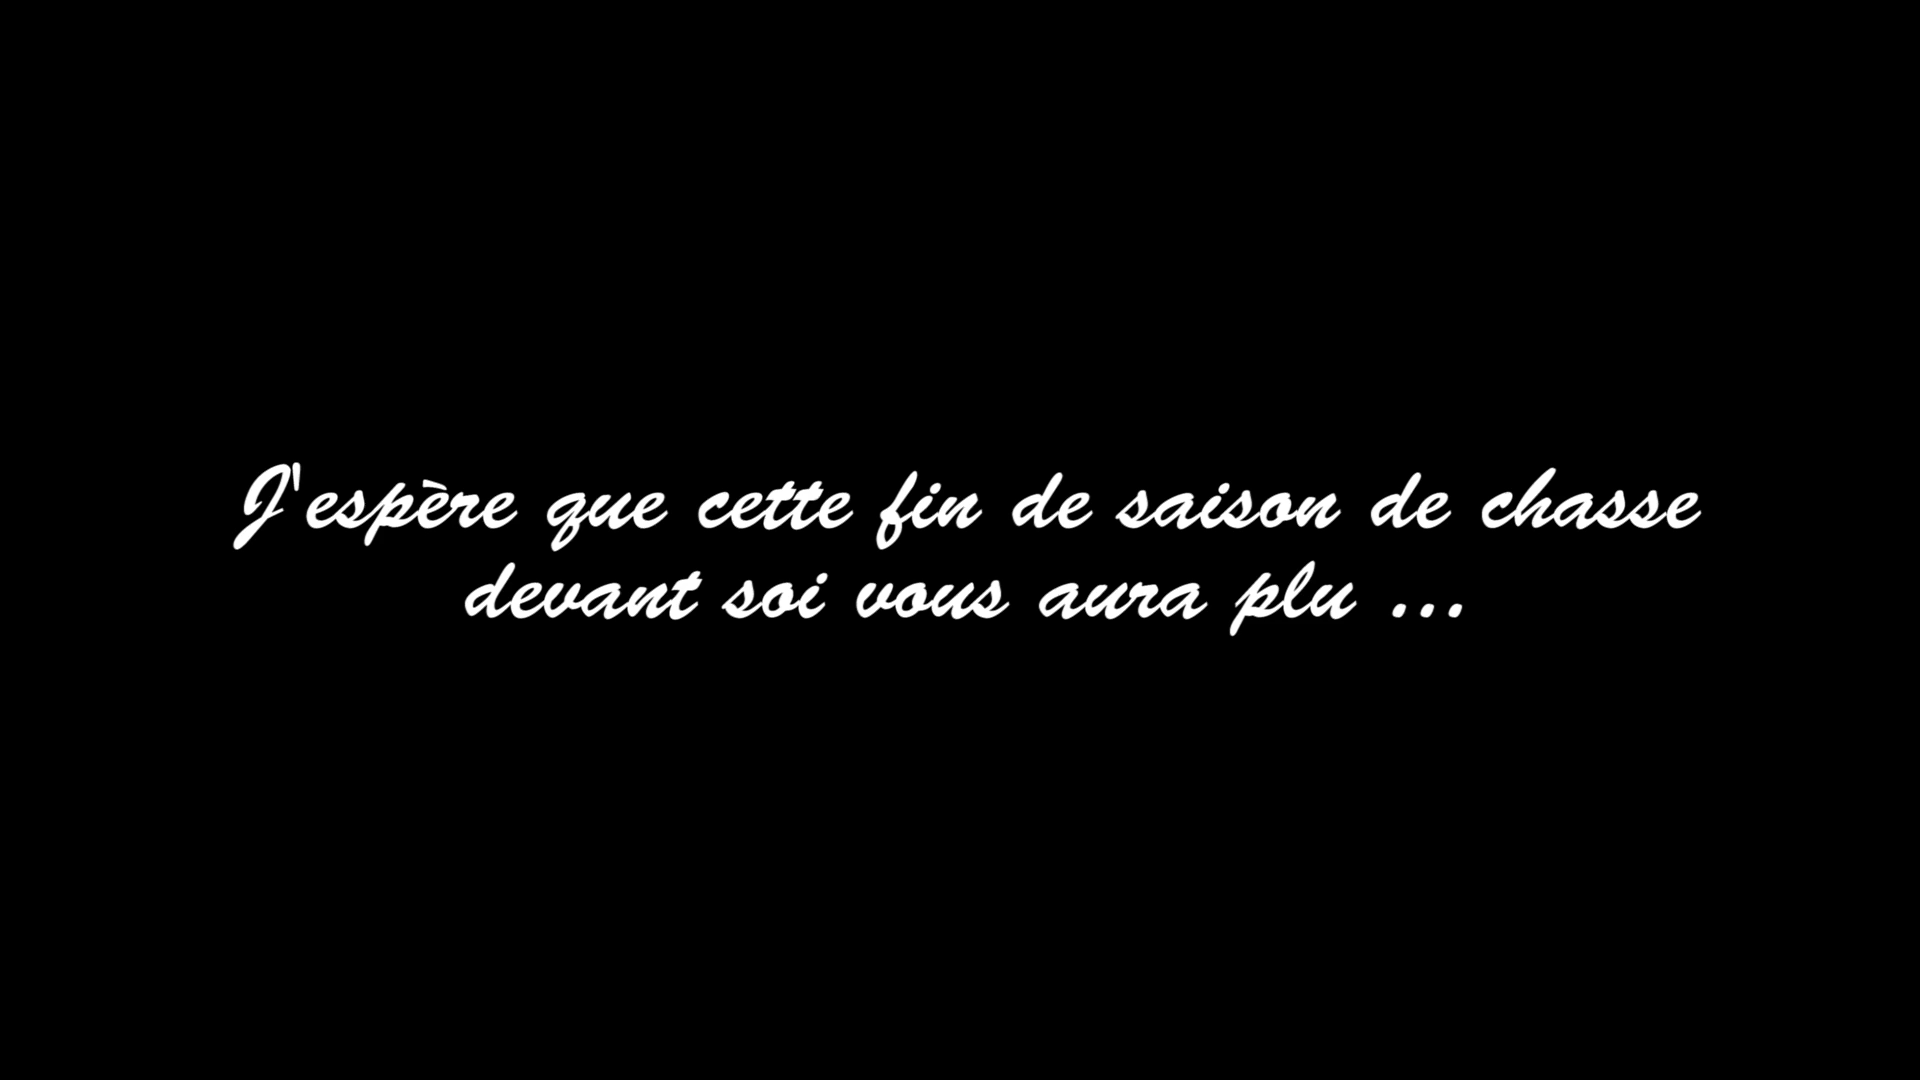 J'espère que cette fin de saison de chasse
devant soi vous aura plu ...